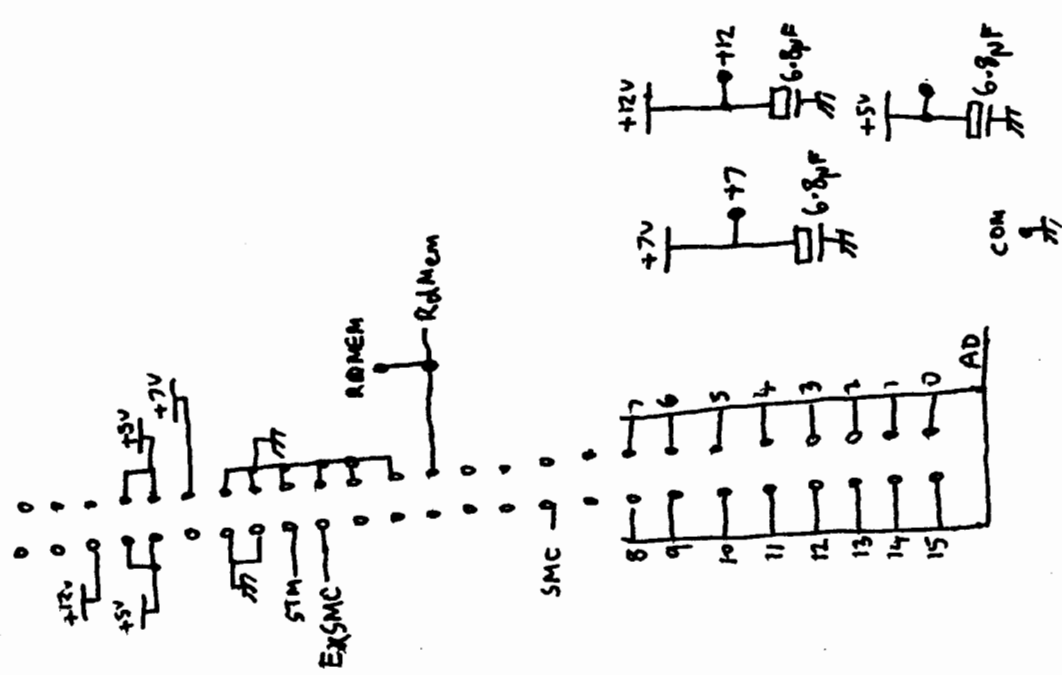 +12V
+12
6.8µF
+5V
6.8µF
+7V
+7
6.8µF
COM
RDMEM
RdMem
+7V
+5V
+12V
+5V
STM
EXSMC
SMC
7
6
5
4
3
2
1
0
AD
8
9
10
11
12
13
14
15